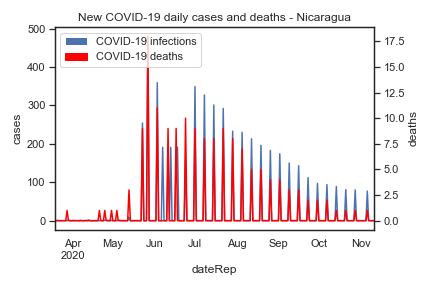 New COVID-19 daily cases and deaths - Nicaragua
COVID-19 infections
COVID-19 deaths
500
400
300
200
100
0
cases
17.5
15.0
12.5
10.0
7.5
5.0
2.5
0.0
deaths
Apr May Jun Jul Aug Sep Oct Nov
2020
dateRep